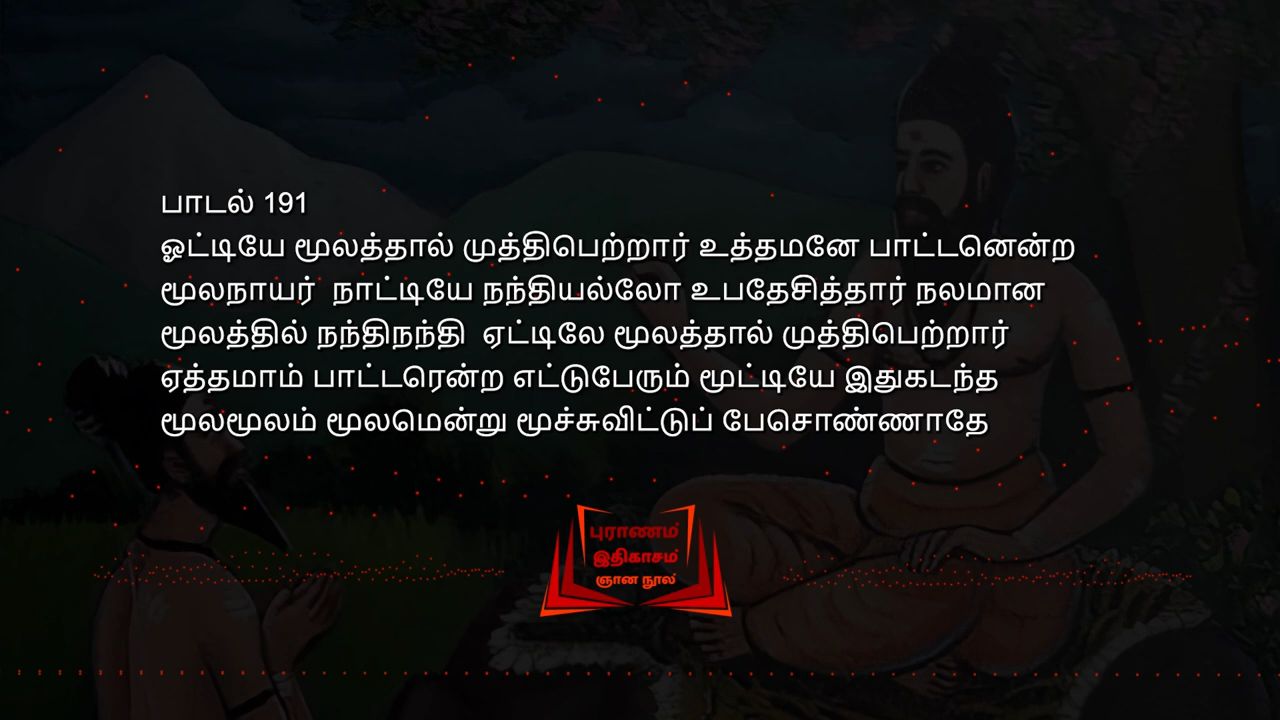 பாடல் 191
ஓட்டியே மூலத்தால் முத்திபெற்றார் உத்தமனே பாட்டனென்ற
மூலநாயர் நாட்டியே நந்தியல்லோ உபதேசித்தார் நலமான
மூலத்தில் நந்திநந்தி ஏட்டிலே மூலத்தால் முத்திபெற்றார்
ஏத்தமாம் பாட்டரென்ற எட்டுபேரும் மூட்டியே இதுகடந்த
மூலமூலம் மூலமென்று மூச்சுவிட்டுப் பேசொண்ணாதே
புராணம்
இதிகாசம்
ஞான நூல்